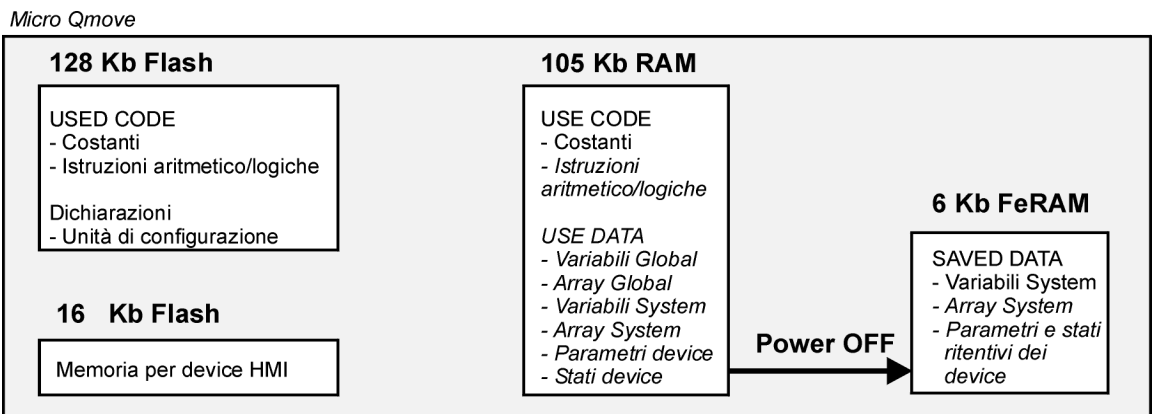 Micro Qmove
128 Kb Flash
USED CODE
- Costanti
- Istruzioni aritmetico/logiche
Dichiarazioni
- Unità di configurazione
16 Kb Flash
Memoria per device HMI
105 Kb RAM
USE CODE
- Costanti
- Istruzioni
aritmetico/logiche
USE DATA
- Variabili Global
- Array Global
- Variabili System
- Array System
- Parametri device
- Stati device
Power OFF
6 Kb FeRAM
SAVED DATA
- Variabili System
- Array System
- Parametri e stati
ritentivi dei
device